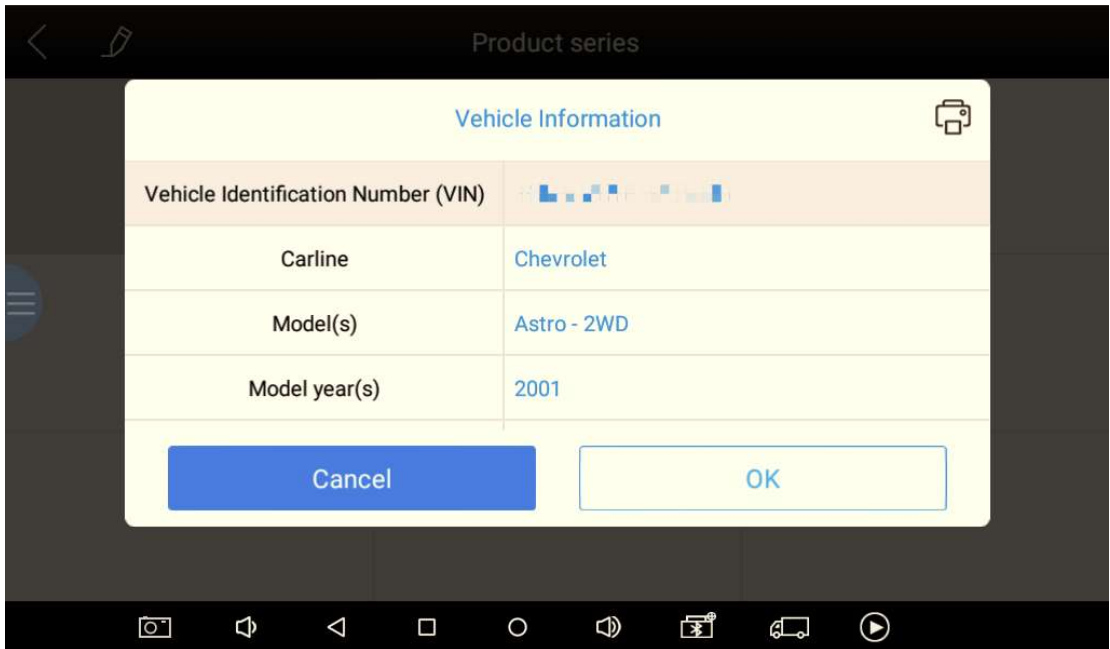 Product series
Vehicle Information
Vehicle Identification Number (VIN)
Carline Chevrolet
Model(s) Astro - 2WD
Model year(s) 2001
Cancel OK